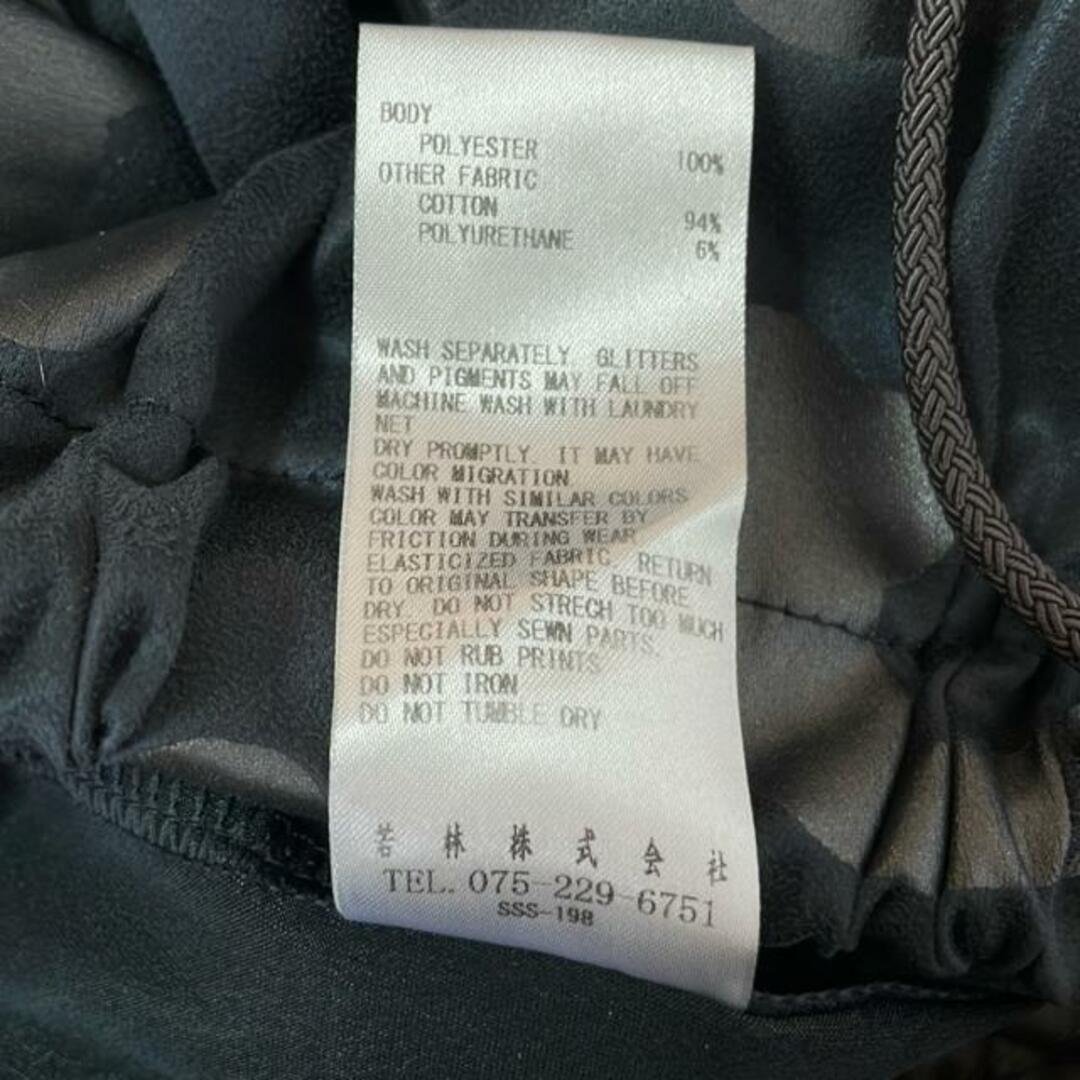 BODY
POLYESTER 100%
OTHER FABRIC
COTTON 94%
POLYURETHANE 6%
WASH SEPARATELY. GLITTERS
AND PIGMENTS MAY FALL OFF
MACHINE WASH WITH LAUNDRY
NET
DRY PROMPTLY. IT MAY HAVE
COLOR MIGRATION
WASH WITH SIMILAR COLORS
COLOR MAY TRANSFER BY
FRICTION DURING WEAR
ELASTICIZED FABRIC. RETURN
TO ORIGINAL SHAPE BEFORE
DRY. DO NOT STRECH TOO MUCH
ESPECIALLY SEWN PARTS.
DO NOT RUB PRINTS
DO NOT IRON
DO NOT TUMBLE DRY
若林株式会社
TEL. 075-229-6751
SSS-198